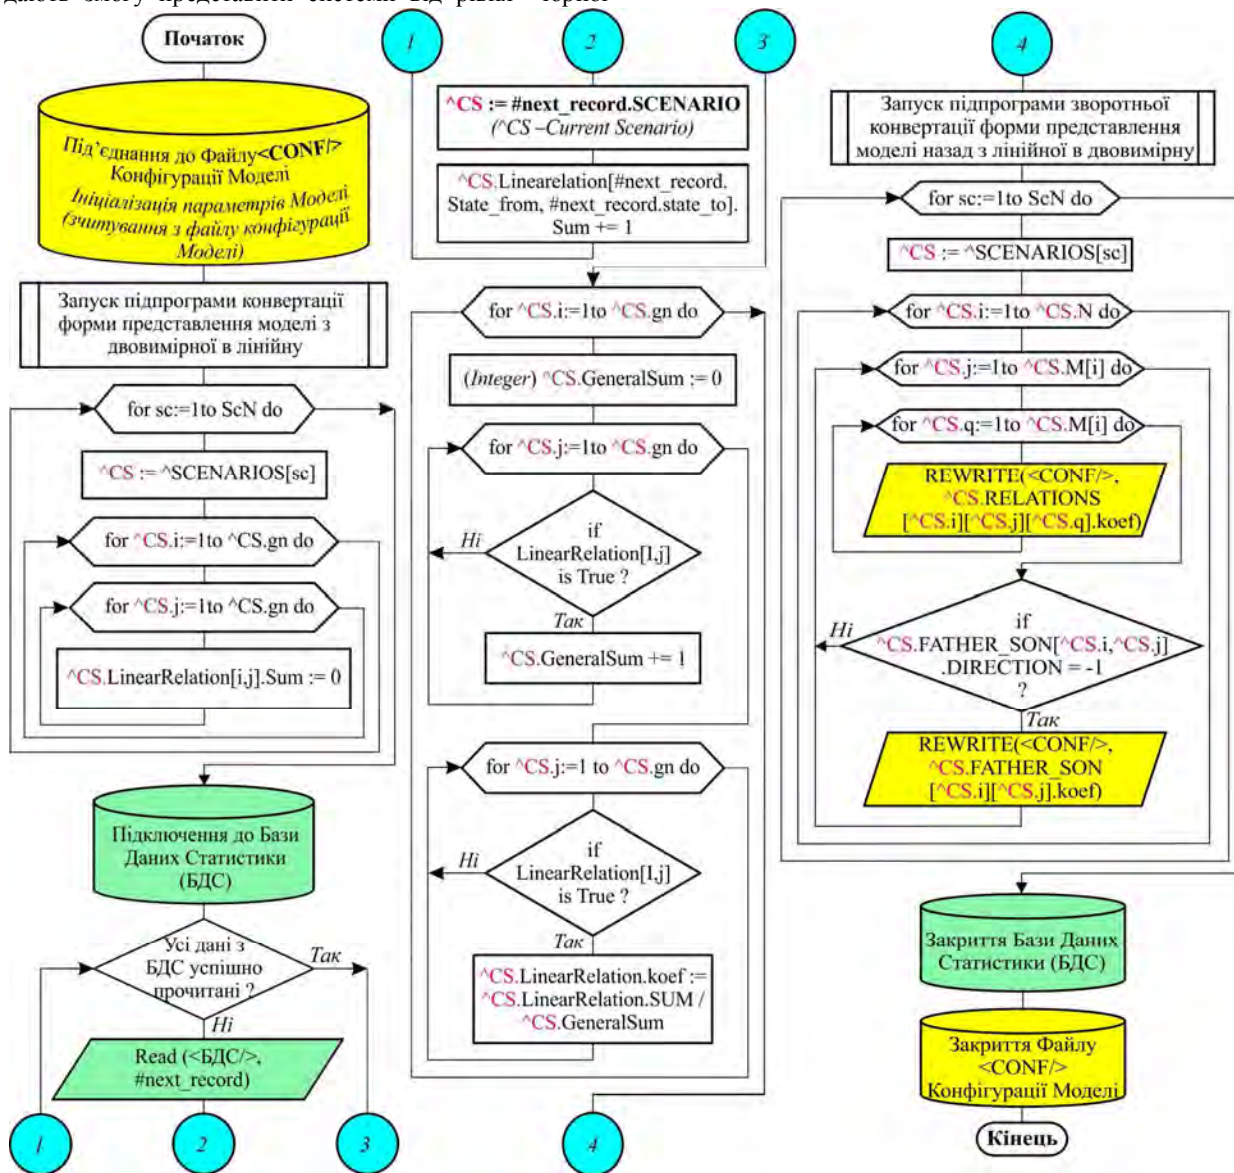 дають змогу представити системи від рівня "чорної
Початок
Під’єднання до Файлу<CONF/>
Конфігурації Моделі
Ініціалізація параметрів Моделі
(зчитування з файлу конфігурації
Моделі)
Запуск підпрограми конвертації
форми представлення моделі з
двовимірної в лінійну
for sc:=1to ScN do
^CS := ^SCENARIOS[sc]
for ^CS.i:=1to ^CS.gn do
for ^CS.j:=1to ^CS.gn do
^CS.LinearRelation[i,j].Sum := 0
Підключення до Бази
Даних Статистики
(БДС)
Усі дані з
БДС успішно
прочитані ?
Так
Ні
Read (<БДС/>,
#next_record)
1
2
3
1
2
3
^CS := #next_record.SCENARIO
(^CS –Current Scenario)
^CS.Linearelation[#next_record.
State_from, #next_record.state_to].
Sum += 1
for ^CS.i:=1to ^CS.gn do
(Integer) ^CS.GeneralSum := 0
for ^CS.j:=1to ^CS.gn do
Ні
if
LinearRelation[I,j]
is True ?
Так
^CS.GeneralSum += 1
for ^CS.j:=1 to ^CS.gn do
Ні
if
LinearRelation[I,j]
is True ?
Так
^CS.LinearRelation.koef :=
^CS.LinearRelation.SUM /
^CS.GeneralSum
4
4
Запуск підпрограми зворотньої
конвертації форми представлення
моделі назад з лінійної в двовимірну
for sc:=1to ScN do
^CS := ^SCENARIOS[sc]
for ^CS.i:=1to ^CS.N do
for ^CS.j:=1to ^CS.M[i] do
for ^CS.q:=1to ^CS.M[i] do
REWRITE(<CONF/>,
^CS.RELATIONS
[^CS.i][^CS.j][^CS.q].koef)
Ні
if
^CS.FATHER_SON[^CS.i,^CS.j]
.DIRECTION = -1
?
Так
REWRITE(<CONF/>,
^CS.FATHER_SON
[^CS.i][^CS.j].koef)
Закриття Бази Даних
Статистики (БДС)
Закриття Файлу
<CONF/>
Конфігурації Моделі
Кінець